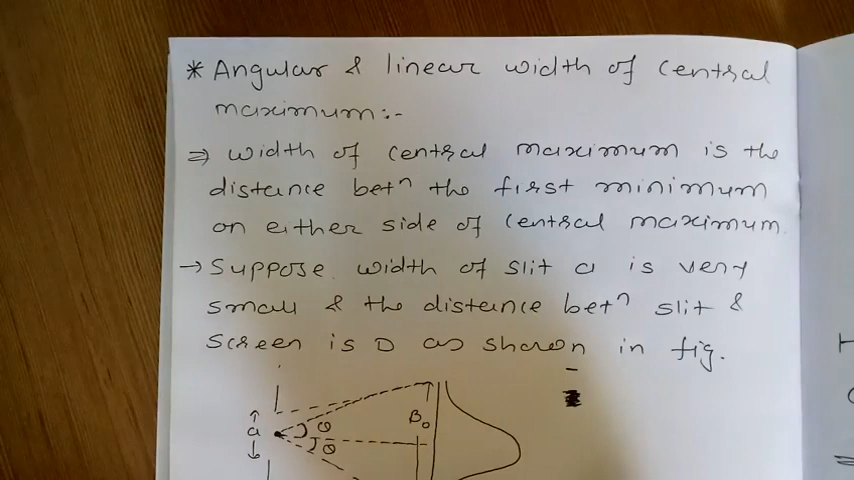 * Angular & linear width of central
maximum:-
⇒ width of central maximum is the
distance betⁿ the first minimum
on either side of central maximum.
→ Suppose width of slit a is very
small & the distance betⁿ slit &
screen is D as shown in fig.
a
θ
θ
B₀